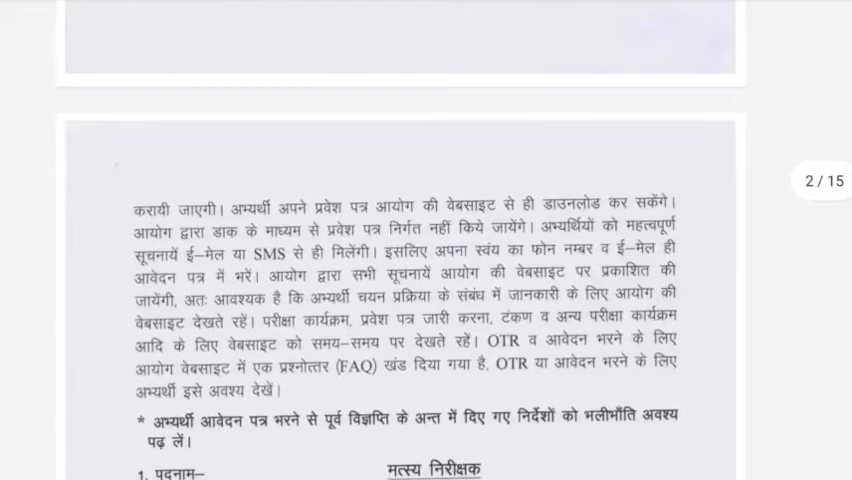 करायी जाएगी। अभ्यर्थी अपने प्रवेश पत्र आयोग की वेबसाइट से ही डाउनलोड कर सकेंगे।
आयोग द्वारा डाक के माध्यम से प्रवेश पत्र निर्गत नहीं किये जायेंगे। अभ्यर्थियों को महत्वपूर्ण
सूचनायें ई–मेल या SMS से ही मिलेंगी। इसलिए अपना स्वंय का फोन नम्बर व ई–मेल ही
आवेदन पत्र में भरें। आयोग द्वारा सभी सूचनायें आयोग की वेबसाइट पर प्रकाशित की
जायेंगी, अतः आवश्यक है कि अभ्यर्थी चयन प्रक्रिया के संबंध में जानकारी के लिए आयोग की
वेबसाइट देखते रहें। परीक्षा कार्यक्रम, प्रवेश पत्र जारी करना, टंकण व अन्य परीक्षा कार्यक्रम
आदि के लिए वेबसाइट को समय–समय पर देखते रहें। OTR व आवेदन भरने के लिए
आयोग वेबसाइट में एक प्रश्नोत्तर (FAQ) खंड दिया गया है, OTR या आवेदन भरने के लिए
अभ्यर्थी इसे अवश्य देखें।
* अभ्यर्थी आवेदन पत्र भरने से पूर्व विज्ञप्ति के अन्त में दिए गए निर्देशों को भलीभाँति अवश्य
पढ़ लें।
1. पदनाम– मत्स्य निरीक्षक
2 / 15